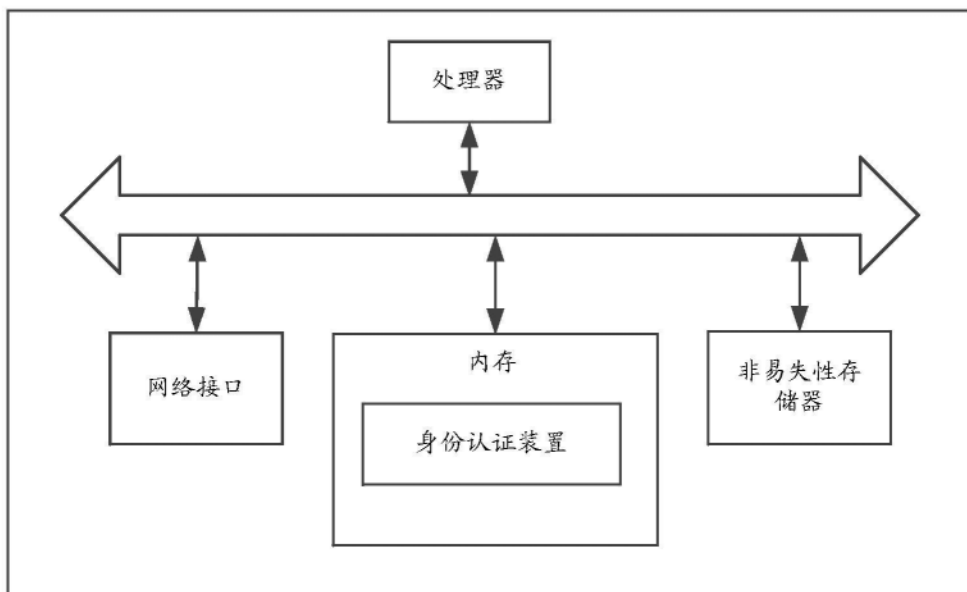 处理器
网络接口
内存
身份认证装置
非易失性存
储器